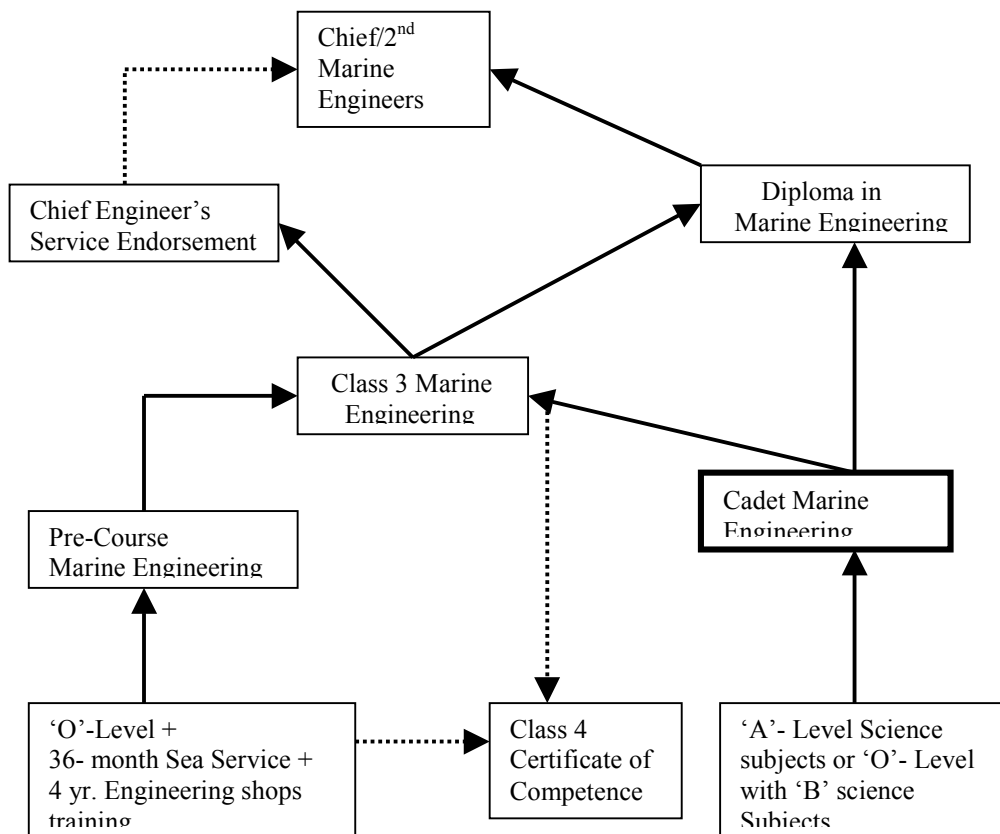 Chief/2nd
Marine
Engineers
Chief Engineer's
Service Endorsement
Diploma in
Marine Engineering
Class 3 Marine
Engineering
Cadet Marine
Engineering
Pre-Course
Marine Engineering
‘O’-Level +
36- month Sea Service +
4 yr. Engineering shops
training
Class 4
Certificate of
Competence
‘A’- Level Science
subjects or ‘O’- Level
with ‘B’ science
Subjects